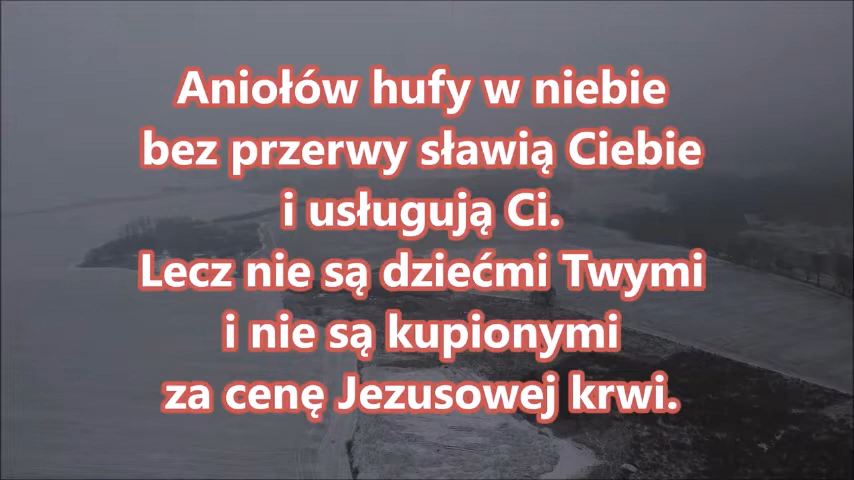 Aniołów hufy w niebie
bez przerwy sławią Ciebie
i usługują Ci.
Lecz nie są dziećmi Twymi
i nie są kupionymi
za cenę Jezusowej krwi.